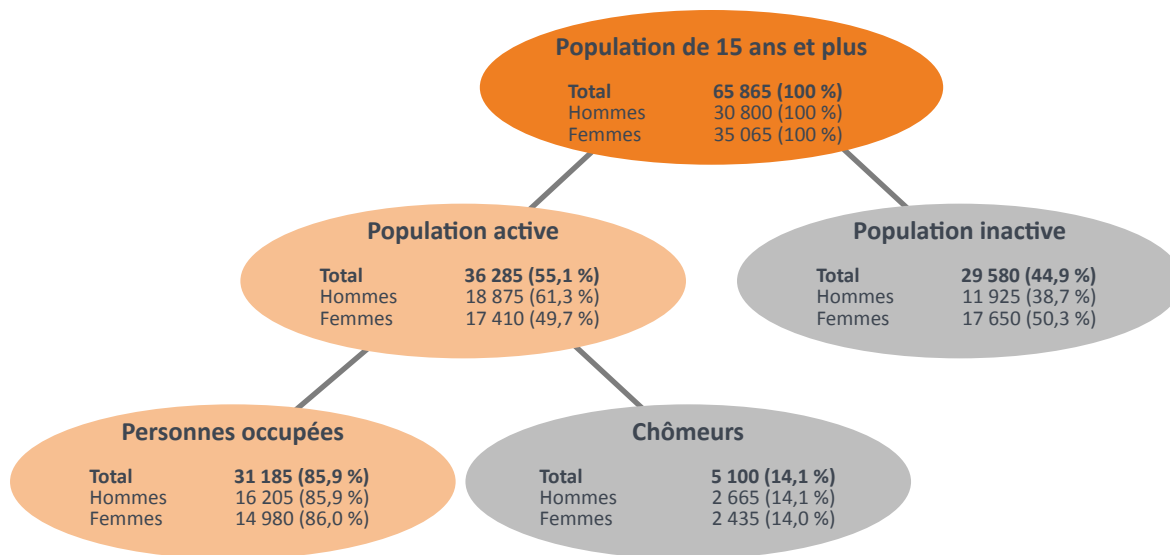 Population de 15 ans et plus
Total 65 865 (100 %)
Hommes 30 800 (100 %)
Femmes 35 065 (100 %)
Population active
Total 36 285 (55,1 %)
Hommes 18 875 (61,3 %)
Femmes 17 410 (49,7 %)
Population inactive
Total 29 580 (44,9 %)
Hommes 11 925 (38,7 %)
Femmes 17 650 (50,3 %)
Personnes occupées
Total 31 185 (85,9 %)
Hommes 16 205 (85,9 %)
Femmes 14 980 (86,0 %)
Chômeurs
Total 5 100 (14,1 %)
Hommes 2 665 (14,1 %)
Femmes 2 435 (14,0 %)